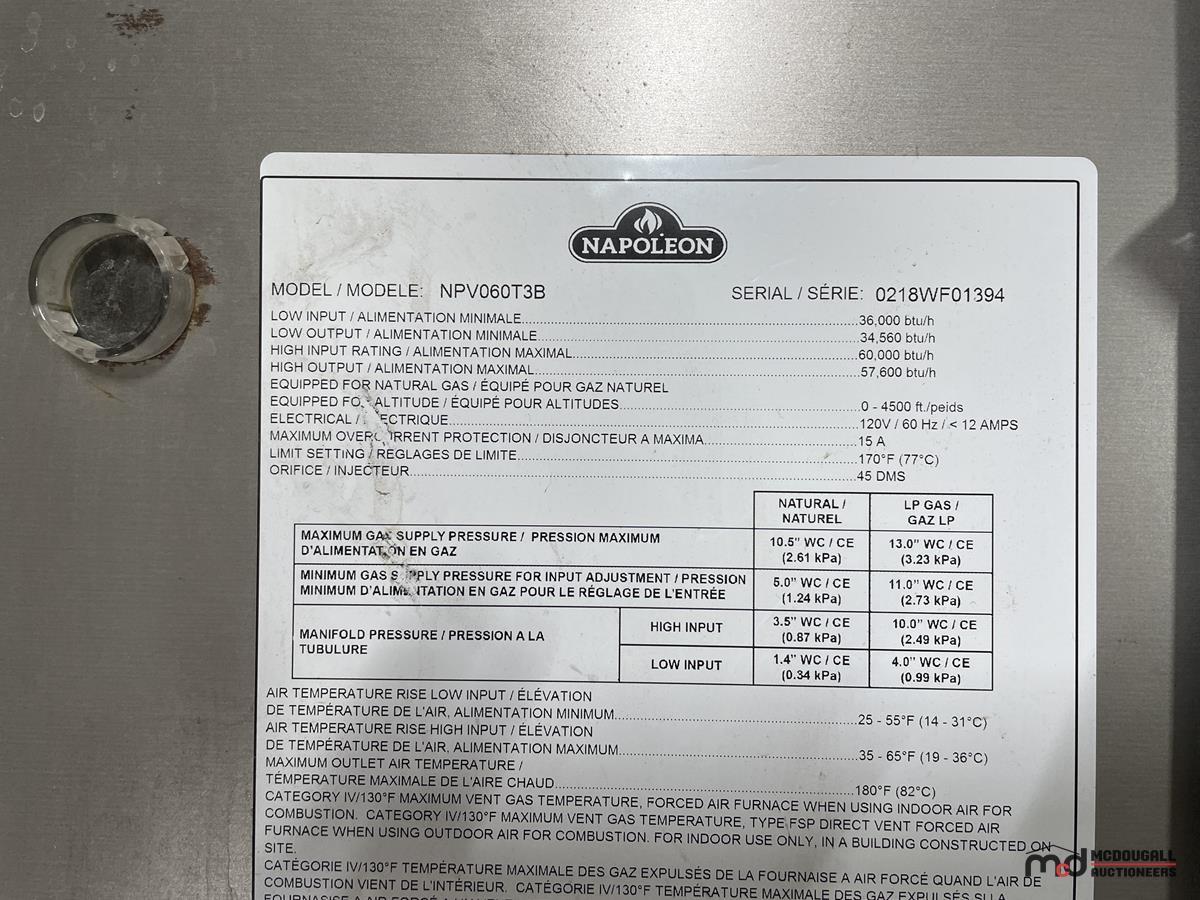 NAPOLEON
MODEL / MODELE: NPV060T3B SERIAL / SÉRIE: 0218WF01394
LOW INPUT / ALIMENTATION MINIMALE 36,000 btu/h
LOW OUTPUT / ALIMENTATION MINIMALE 34,560 btu/h
HIGH INPUT RATING / ALIMENTATION MAXIMAL 60,000 btu/h
HIGH OUTPUT / ALIMENTATION MAXIMAL 57,600 btu/h
EQUIPPED FOR NATURAL GAS / ÉQUIPÉ POUR GAZ NATUREL
EQUIPPED FOR ALTITUDE / ÉQUIPÉ POUR ALTITUDES 0 - 4500 ft./peids
ELECTRICAL / ÉLECTRIQUE 120V / 60 Hz / < 12 AMPS
MAXIMUM OVERCURRENT PROTECTION / DISJONCTEUR A MAXIMA 15 A
LIMIT SETTING / REGLAGES DE LIMITE 170°F (77°C)
ORIFICE / INJECTEUR 45 DMS
NATURAL / LP GAS /
NATUREL GAZ LP
MAXIMUM GAS SUPPLY PRESSURE / PRESSION MAXIMUM 10.5" WC / CE 13.0" WC / CE
D'ALIMENTATION EN GAZ (2.61 kPa) (3.23 kPa)
MINIMUM GAS SUPPLY PRESSURE FOR INPUT ADJUSTMENT / PRESSION 5.0" WC / CE 11.0" WC / CE
MINIMUM D'ALIMENTATION EN GAZ POUR LE RÉGLAGE DE L'ENTRÉE (1.24 kPa) (2.73 kPa)
MANIFOLD PRESSURE / PRESSION A LA
TUBULURE
HIGH INPUT 3.5" WC / CE 10.0" WC / CE
(0.87 kPa) (2.49 kPa)
LOW INPUT 1.4" WC / CE 4.0" WC / CE
(0.34 kPa) (0.99 kPa)
AIR TEMPERATURE RISE LOW INPUT / ÉLÉVATION
DE TEMPÉRATURE DE L'AIR, ALIMENTATION MINIMUM 25 - 55°F (14 - 31°C)
AIR TEMPERATURE RISE HIGH INPUT / ÉLÉVATION
DE TEMPÉRATURE DE L'AIR, ALIMENTATION MAXIMUM 35 - 65°F (19 - 36°C)
MAXIMUM OUTLET AIR TEMPERATURE /
TÉMPÉRATURE MAXIMALE DE L'AIRE CHAUD 180°F (82°C)
CATEGORY IV/130°F MAXIMUM VENT GAS TEMPERATURE, FORCED AIR FURNACE WHEN USING INDOOR AIR FOR
COMBUSTION. CATEGORY IV/130°F MAXIMUM VENT GAS TEMPERATURE, TYPE FSP DIRECT VENT FORCED AIR
FURNACE WHEN USING OUTDOOR AIR FOR COMBUSTION. FOR INDOOR USE ONLY, IN A BUILDING CONSTRUCTED ON
SITE.
CATÉGORIE IV/130°F TEMPÉRATURE MAXIMALE DES GAZ EXPULSÉS DE LA FOURNAISE A AIR FORCÉ QUAND L'AIR DE
COMBUSTION VIENT DE L'INTÉRIEUR. CATÉGORIE IV/130°F TEMPÉRATURE MAXIMALE DES GAZ EXPULSÉS
mcd MCDOUGALL
AUCTIONEERS